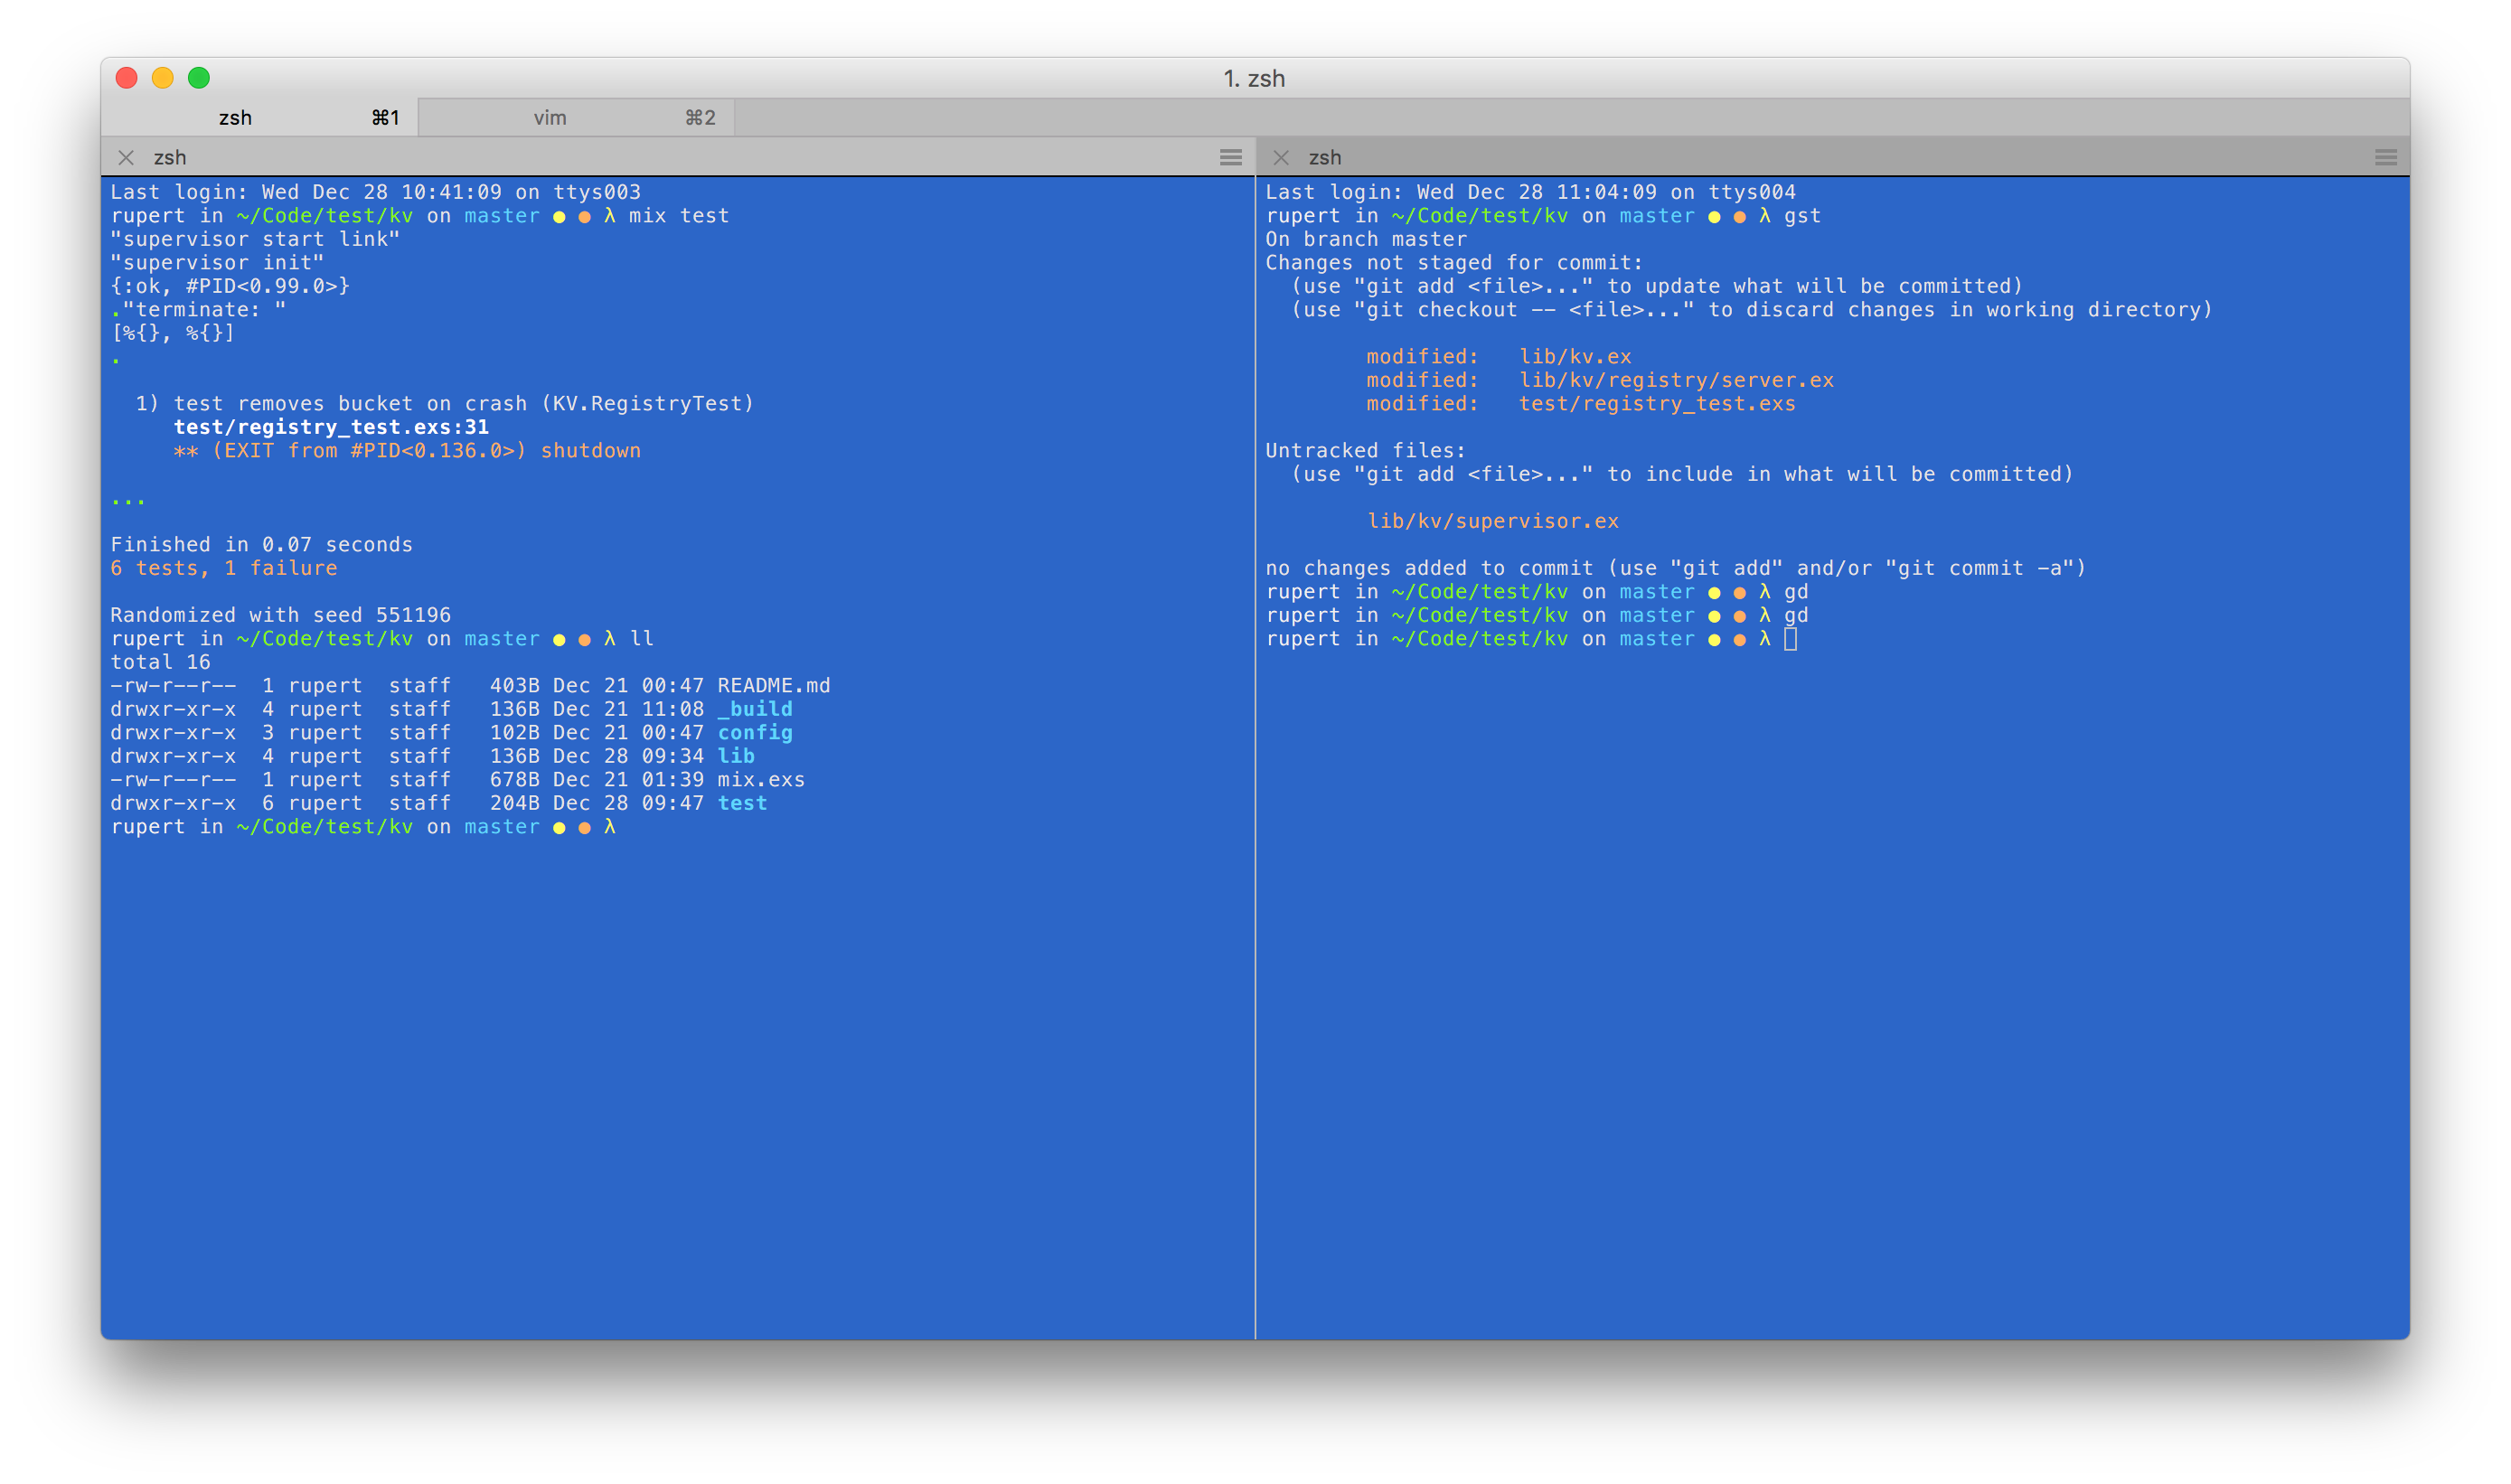 1. zsh
zsh ⌘1 vim ⌘2
zsh
Last login: Wed Dec 28 10:41:09 on ttys003
rupert in ~/Code/test/kv on master ● ● λ mix test
"supervisor start link"
"supervisor init"
{:ok, #PID<0.99.0>}
."terminate: "
[%{}, %{}]
.
1) test removes bucket on crash (KV.RegistryTest)
test/registry_test.exs:31
** (EXIT from #PID<0.136.0>) shutdown
...
Finished in 0.07 seconds
6 tests, 1 failure
Randomized with seed 551196
rupert in ~/Code/test/kv on master ● ● λ ll
total 16
-rw-r--r--  1 rupert  staff   403B Dec 21 00:47 README.md
drwxr-xr-x  4 rupert  staff   136B Dec 21 11:08 _build
drwxr-xr-x  3 rupert  staff   102B Dec 21 00:47 config
drwxr-xr-x  4 rupert  staff   136B Dec 28 09:34 lib
-rw-r--r--  1 rupert  staff   678B Dec 21 01:39 mix.exs
drwxr-xr-x  6 rupert  staff   204B Dec 28 09:47 test
rupert in ~/Code/test/kv on master ● ● λ
zsh
Last login: Wed Dec 28 11:04:09 on ttys004
rupert in ~/Code/test/kv on master ● ● λ gst
On branch master
Changes not staged for commit:
(use "git add <file>..." to update what will be committed)
(use "git checkout -- <file>..." to discard changes in working directory)
modified:   lib/kv.ex
modified:   lib/kv/registry/server.ex
modified:   test/registry_test.exs
Untracked files:
(use "git add <file>..." to include in what will be committed)
lib/kv/supervisor.ex
no changes added to commit (use "git add" and/or "git commit -a")
rupert in ~/Code/test/kv on master ● ● λ gd
rupert in ~/Code/test/kv on master ● ● λ gd
rupert in ~/Code/test/kv on master ● ● λ